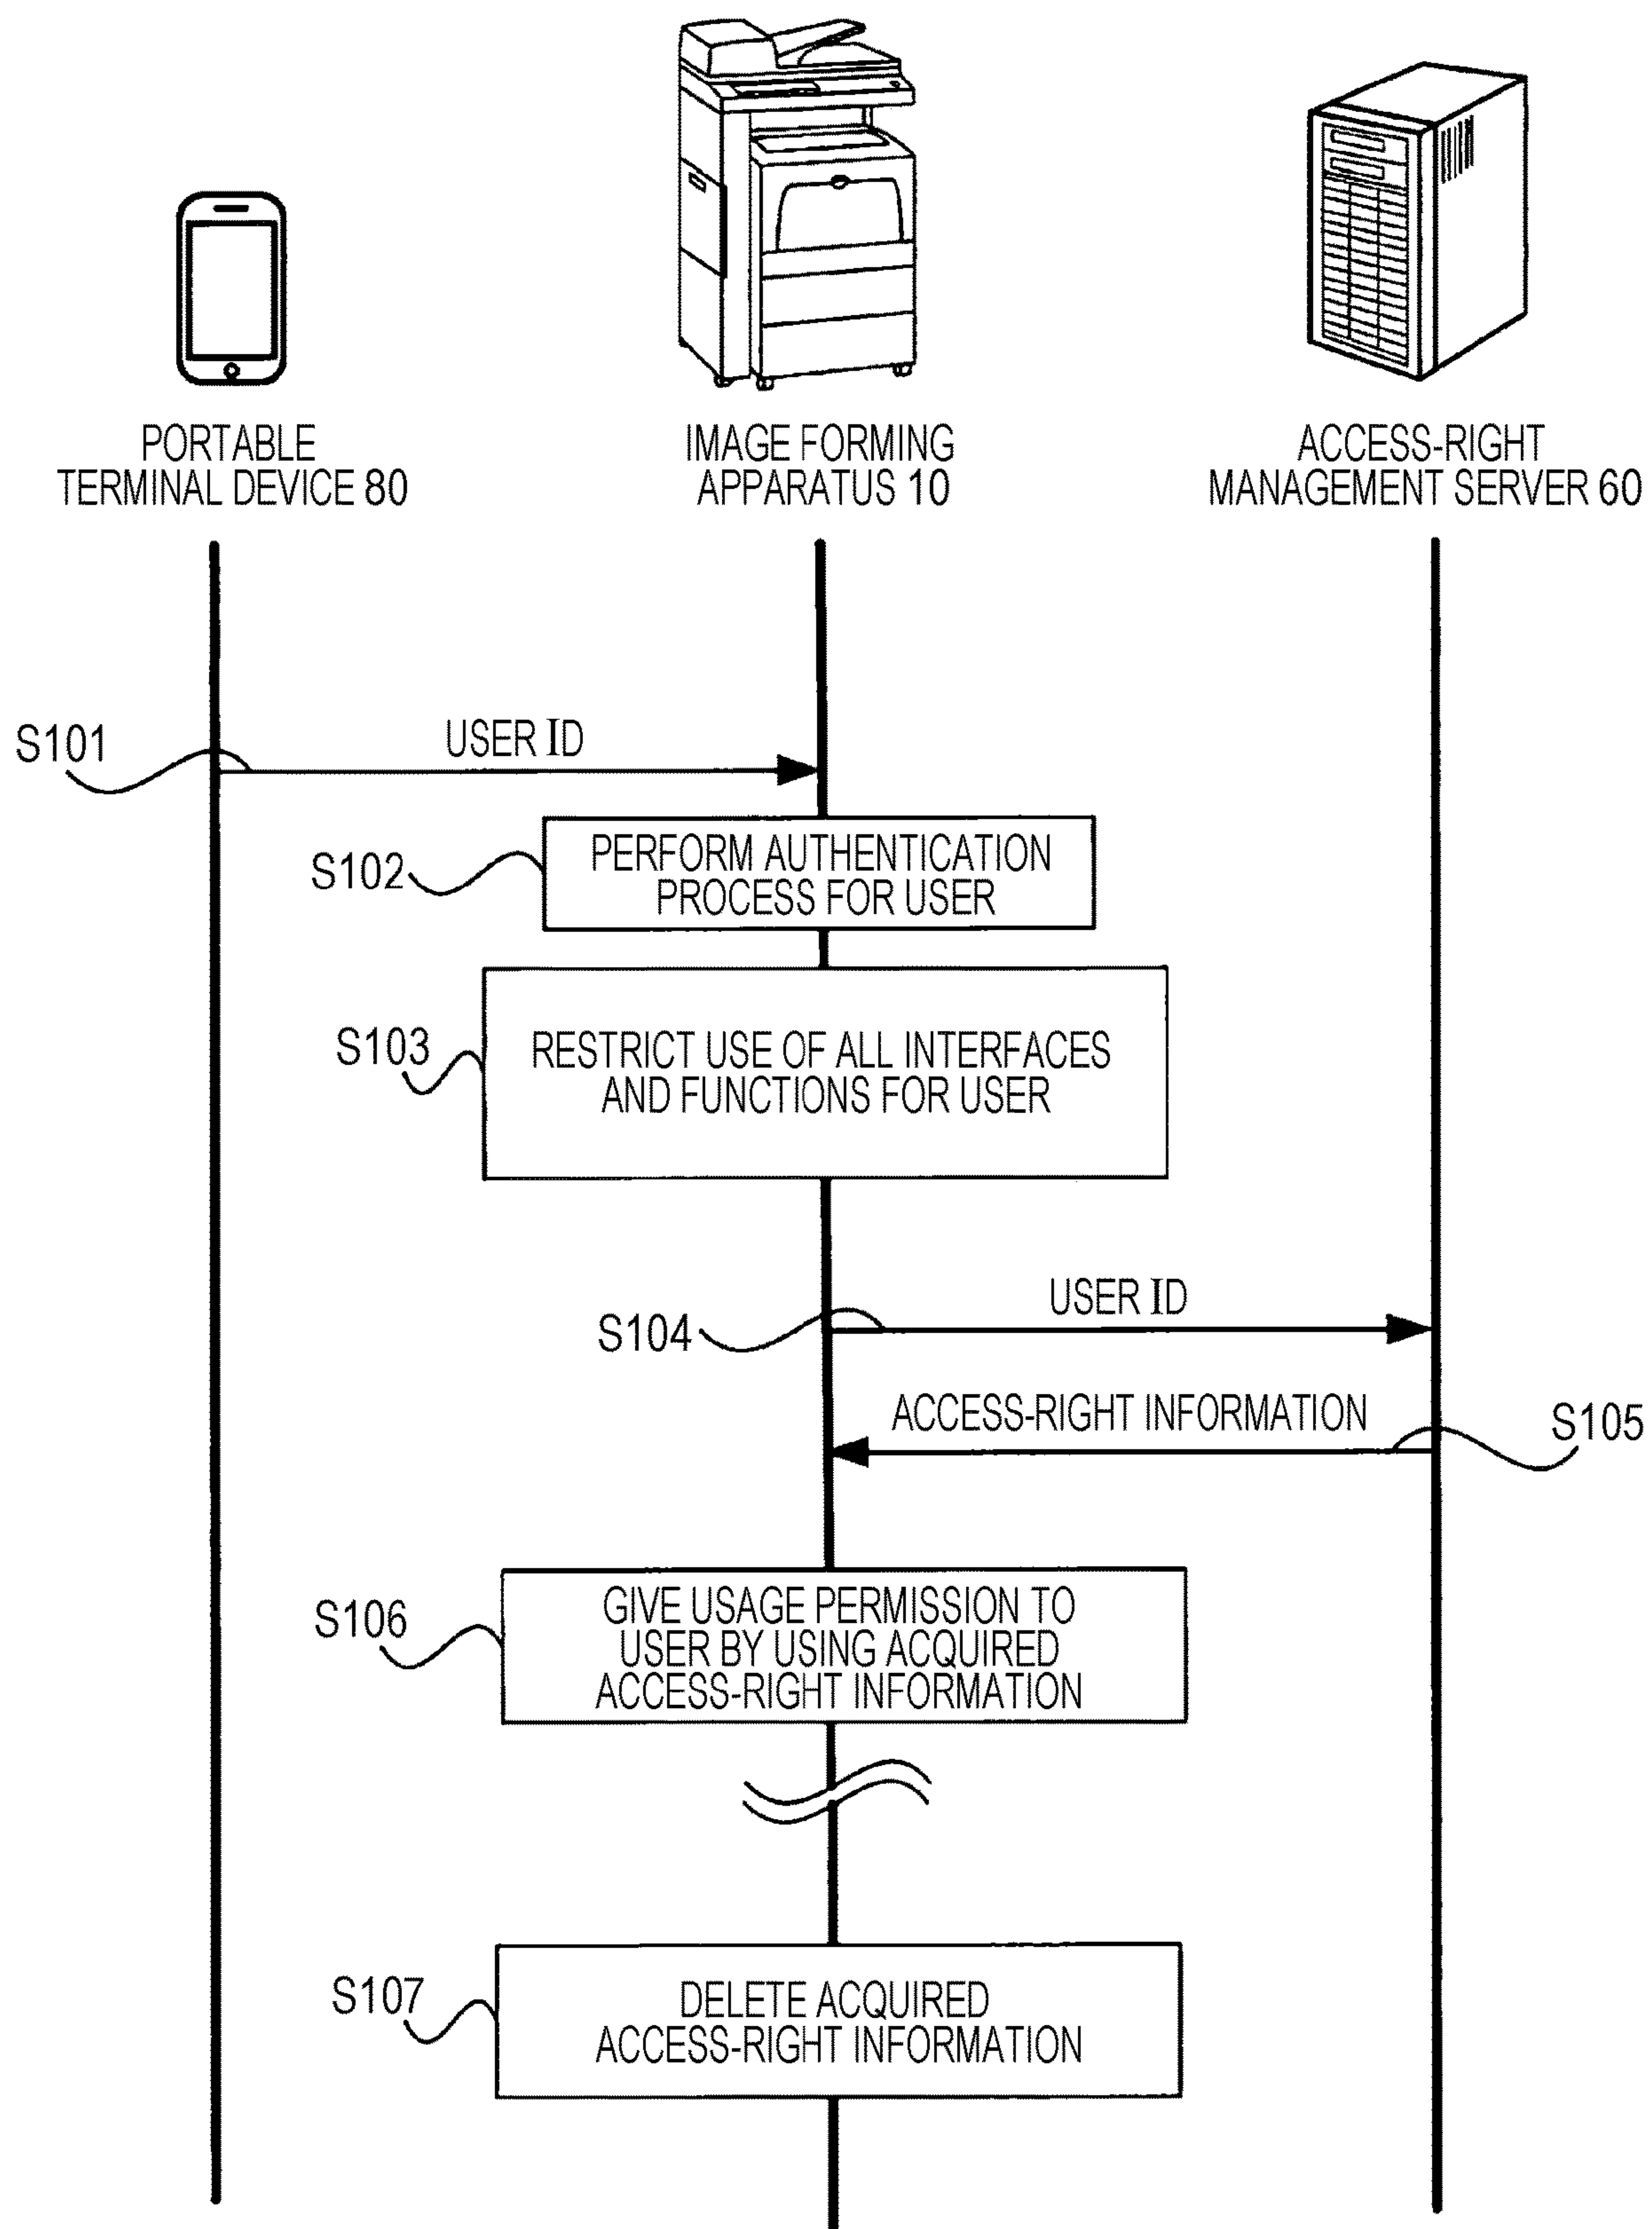 PORTABLE
TERMINAL DEVICE 80
IMAGE FORMING
APPARATUS 10
ACCESS-RIGHT
MANAGEMENT SERVER 60
S101
USER ID
S102
PERFORM AUTHENTICATION
PROCESS FOR USER
S103
RESTRICT USE OF ALL INTERFACES
AND FUNCTIONS FOR USER
S104
USER ID
ACCESS-RIGHT INFORMATION
S105
S106
GIVE USAGE PERMISSION TO
USER BY USING ACQUIRED
ACCESS-RIGHT INFORMATION
S107
DELETE ACQUIRED
ACCESS-RIGHT INFORMATION